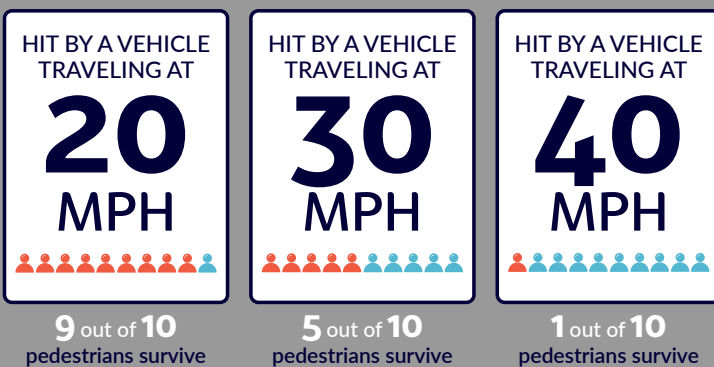 HIT BY A VEHICLE
TRAVELING AT
20
MPH
9 out of 10
pedestrians survive
HIT BY A VEHICLE
TRAVELING AT
30
MPH
5 out of 10
pedestrians survive
HIT BY A VEHICLE
TRAVELING AT
40
MPH
1 out of 10
pedestrians survive